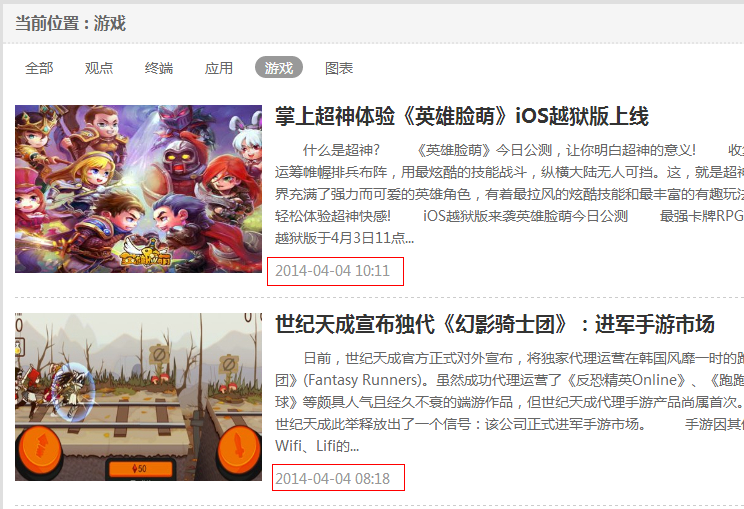 当前位置：游戏
全部 观点 终端 应用 游戏 图表
掌上超神体验《英雄脸萌》iOS越狱版上线
什么是超神? 《英雄脸萌》今日公测，让你明白超神的意义! 收
运筹帷幄排兵布阵，用最炫酷的技能战斗，纵横大陆无人可挡。这，就是超神
界充满了强力而可爱的英雄角色，有着最拉风的炫酷技能和最丰富的有趣玩法
轻松体验超神快感! iOS越狱版来袭英雄脸萌今日公测 最强卡牌RPG
越狱版于4月3日11点...
2014-04-04 10:11
世纪天成宣布独代《幻影骑士团》：进军手游市场
日前，世纪天成官方正式对外宣布，将独家代理运营在韩国风靡一时的跑
团》(Fantasy Runners)。虽然成功代理运营了《反恐精英Online》、《跑跑
球》等颇具人气且经久不衰的端游作品，但世纪天成代理手游产品尚属首次。
世纪天成此举释放出了一个信号：该公司正式进军手游市场。 手游因其
Wifi、Lifi的...
50
2014-04-04 08:18